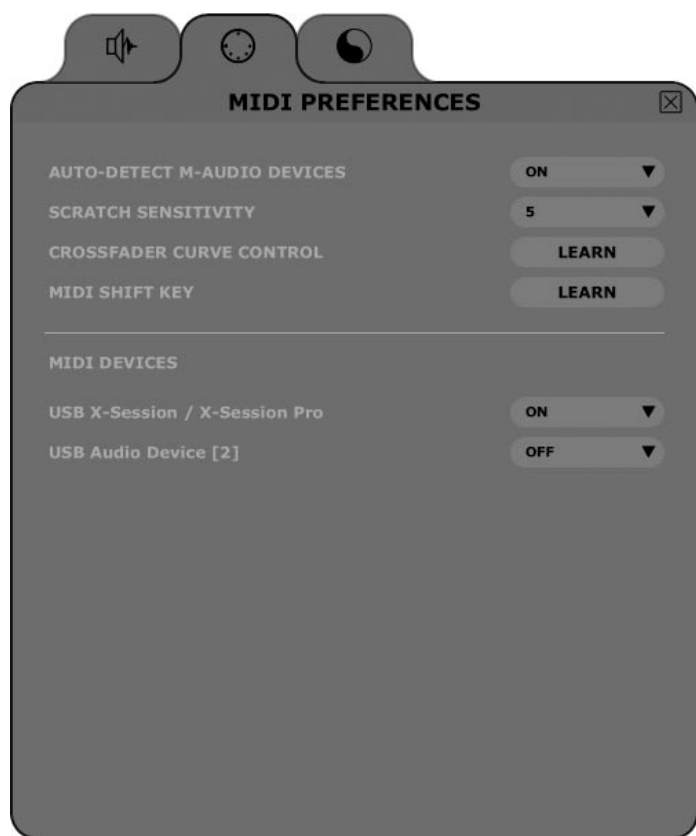 MIDI PREFERENCES
AUTO-DETECT M-AUDIO DEVICES ON
SCRATCH SENSITIVITY 5
CROSSFADER CURVE CONTROL LEARN
MIDI SHIFT KEY LEARN
MIDI DEVICES
USB X-Session / X-Session Pro ON
USB Audio Device [2] OFF